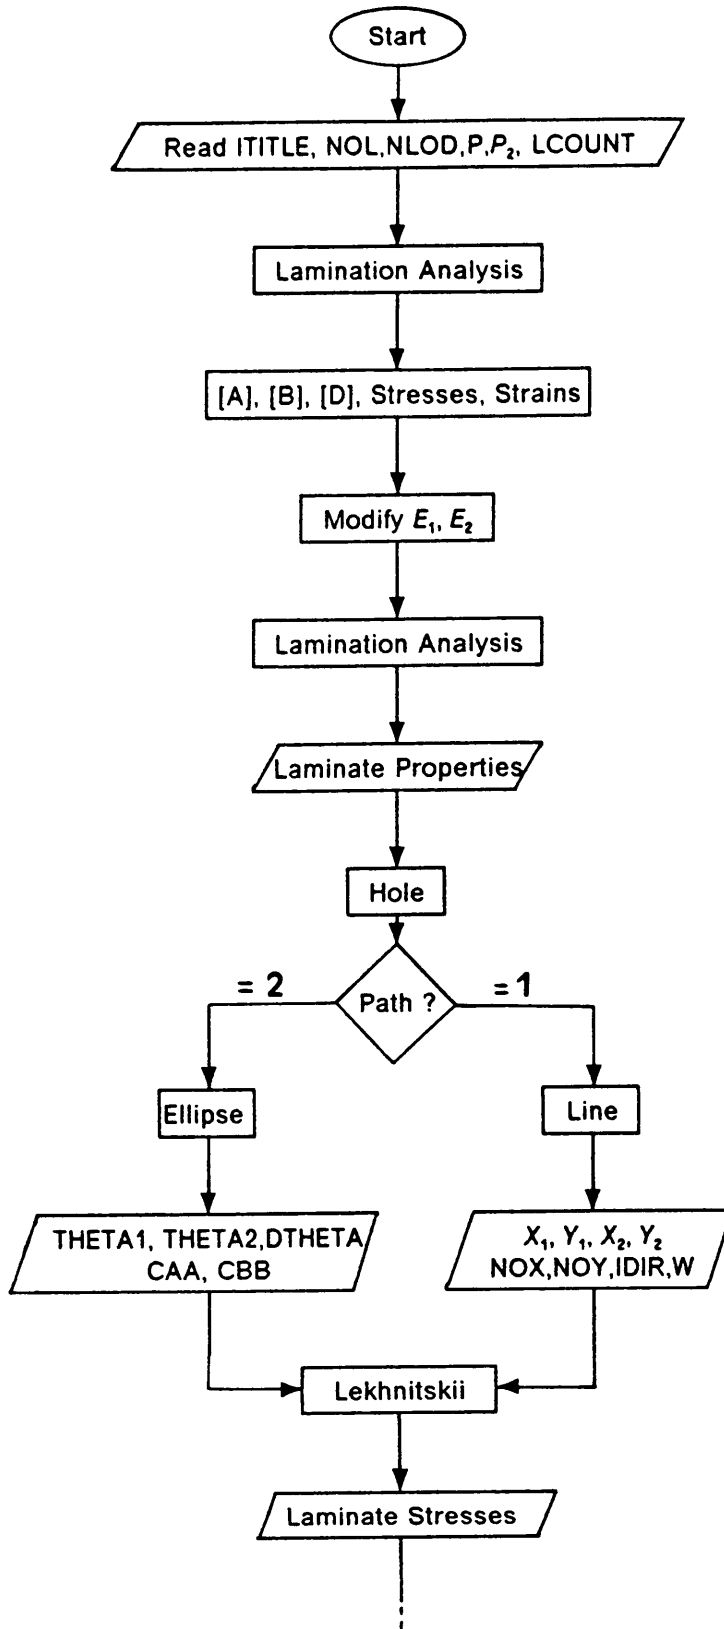 Start
Read ITITLE, NOL,NLOD,P,P₂, LCOUNT
Lamination Analysis
[A], [B], [D], Stresses, Strains
Modify E₁, E₂
Lamination Analysis
Laminate Properties
Hole
= 2
Path ?
= 1
Ellipse
Line
THETA1, THETA2,DTHETA
CAA, CBB
X₁, Y₁, X₂, Y₂
NOX,NOY,IDIR,W
Lekhnitskii
Laminate Stresses